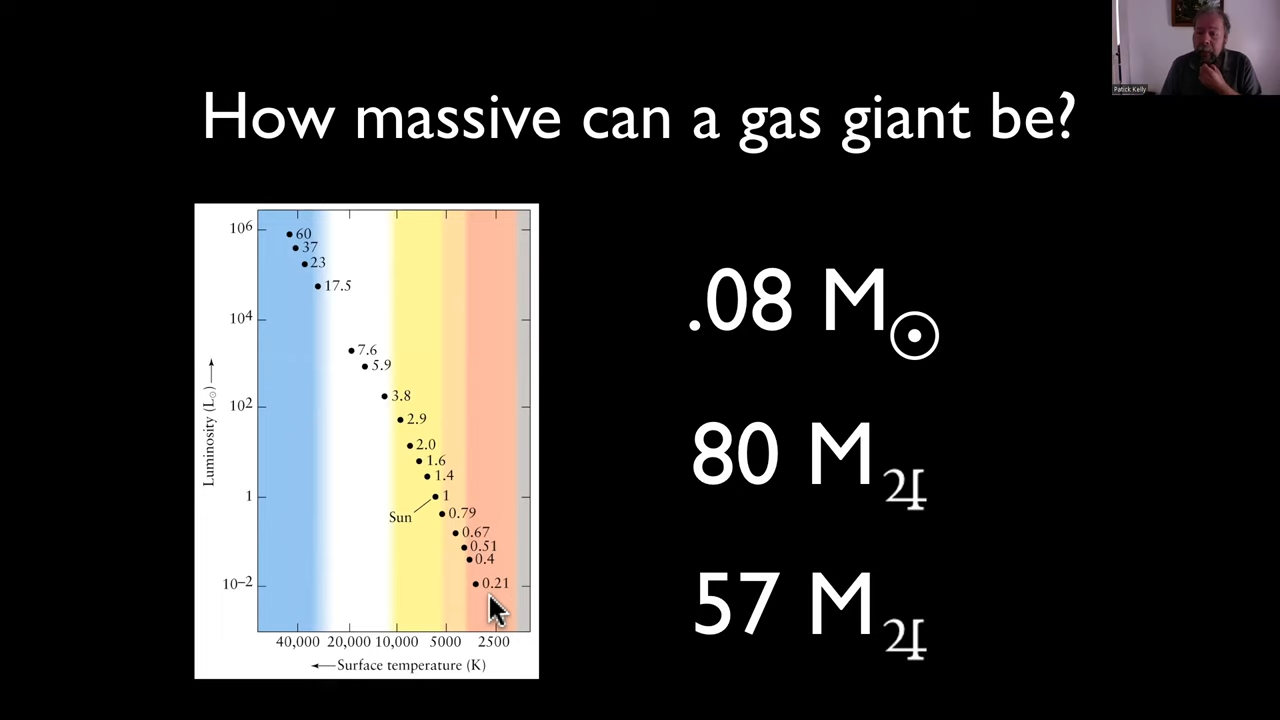 Patick Kelly
How massive can a gas giant be?
10⁶
10⁴
10²
1
10⁻²
Luminosity (L☉) →
60
37
23
17.5
7.6
5.9
3.8
2.9
2.0
1.6
1.4
1
Sun
0.79
0.67
0.51
0.4
0.21
40,000 20,000 10,000 5000 2500
← Surface temperature (K)
.08 M☉
80 M♃
57 M♃